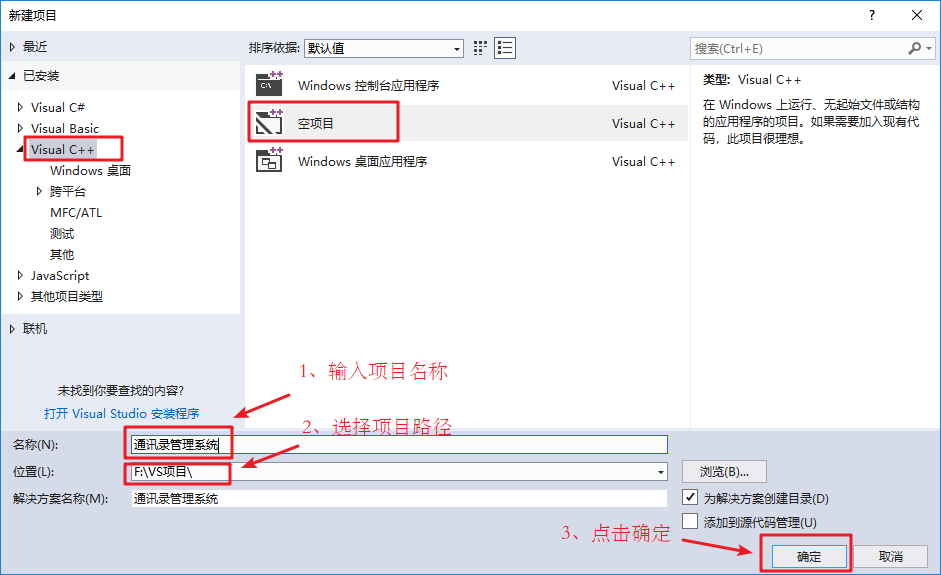 新建项目
?
最近
排序依据:
默认值
搜索(Ctrl+E)
已安装
Visual C#
Visual Basic
Visual C++
Windows 桌面
跨平台
MFC/ATL
测试
其他
JavaScript
其他项目类型
联机
Windows 控制台应用程序 Visual C++
空项目 Visual C++
Windows 桌面应用程序 Visual C++
类型: Visual C++
在 Windows 上运行、无起始文件或结构
的应用程序的项目。如果需要加入现有代
码，此项目很理想。
未找到你要查找的内容?
打开 Visual Studio 安装程序
1、输入项目名称
2、选择项目路径
名称(N):
通讯录管理系统
位置(L):
F:\VS项目\
浏览(B)...
解决方案名称(M):
通讯录管理系统
为解决方案创建目录(D)
添加到源代码管理(U)
3、点击确定
确定
取消